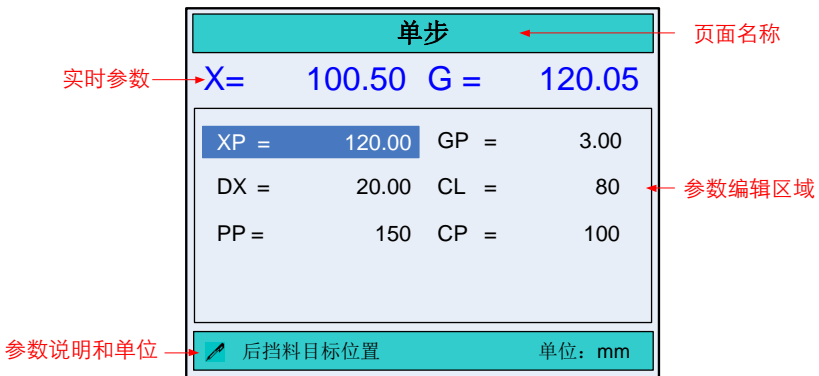 单步
页面名称
实时参数
X= 100.50 G = 120.05
XP = 120.00 GP = 3.00
DX = 20.00 CL = 80
参数编辑区域
PP = 150 CP = 100
参数说明和单位
后挡料目标位置 单位：mm